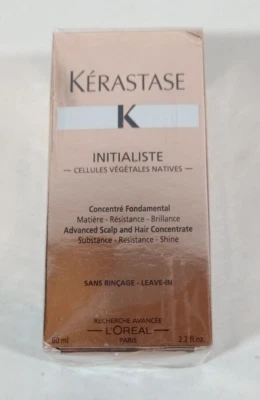 KÉRASTASE
K
INITIALISTE
— CELLULES VÉGÉTALES NATIVES —
Concentré Fondamental
Matière - Résistance - Brillance
Advanced Scalp and Hair Concentrate
Substance - Resistance - Shine
SANS RINÇAGE - LEAVE-IN
RECHERCHE AVANCÉE
L'ORÉAL
PARIS
60 ml 2.2 fl.oz.